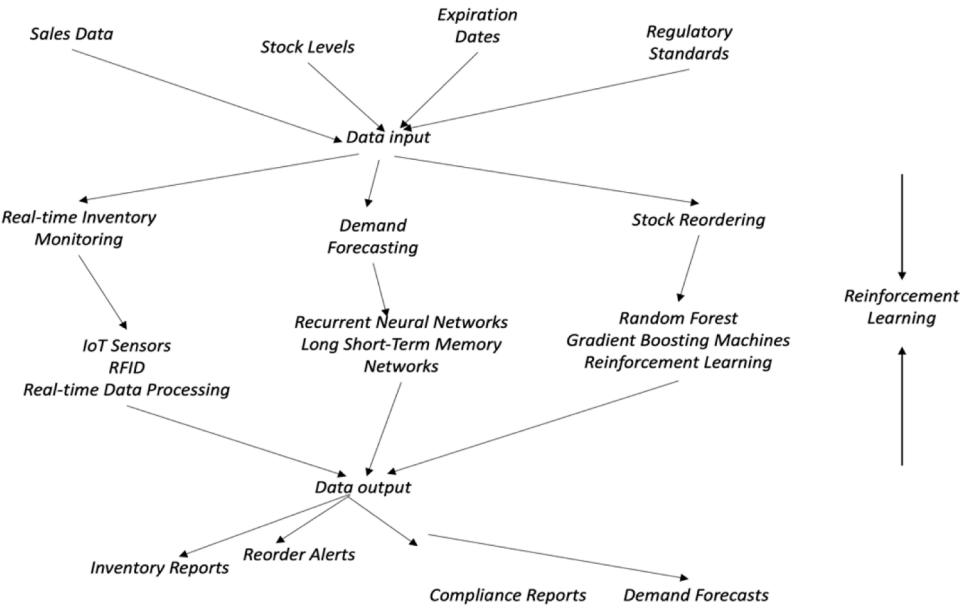 Sales Data
Stock Levels
Expiration
Dates
Regulatory
Standards
Data input
Real-time Inventory
Monitoring
Demand
Forecasting
Stock Reordering
Reinforcement
Learning
IoT Sensors
RFID
Real-time Data Processing
Recurrent Neural Networks
Long Short-Term Memory
Networks
Random Forest
Gradient Boosting Machines
Reinforcement Learning
Data output
Inventory Reports
Reorder Alerts
Compliance Reports
Demand Forecasts